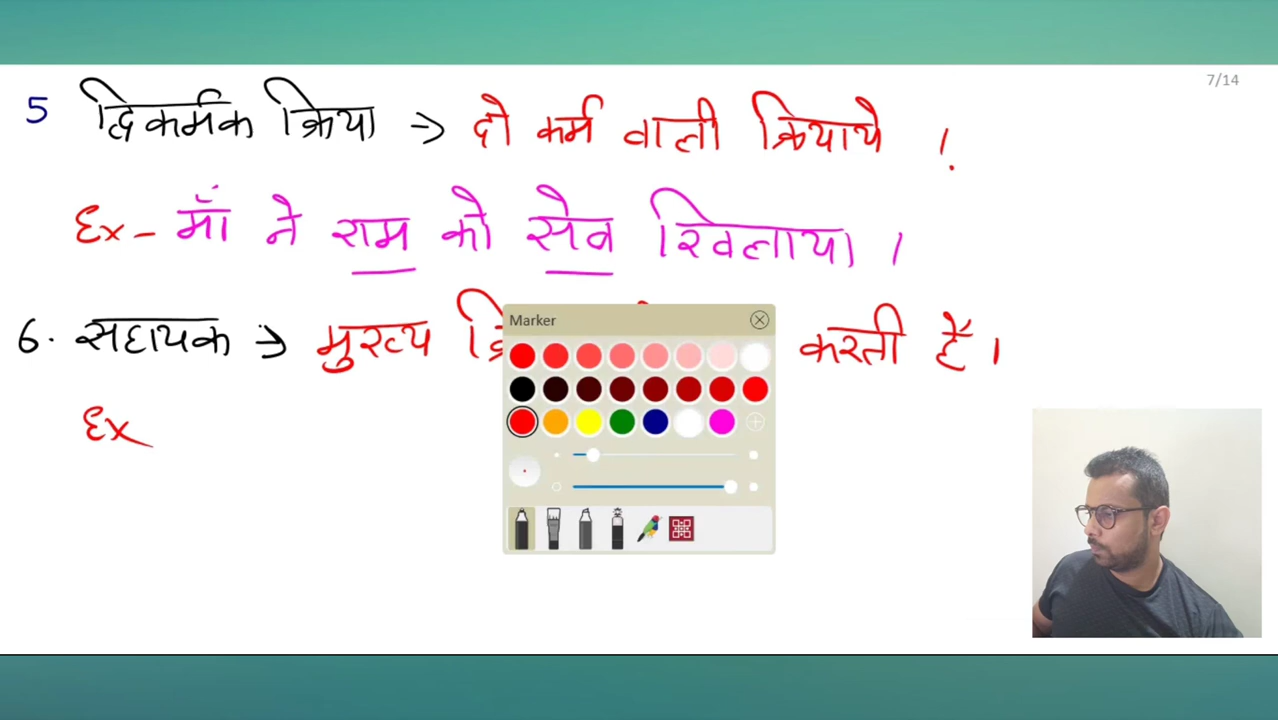 7/14
5 द्विकर्मक क्रिया → दो कर्म वाली क्रियाये !
Ex - माँ ने राम को सेव खिलाया ।
6. सहायक → मुख्य करती हैं ।
Marker
Ex